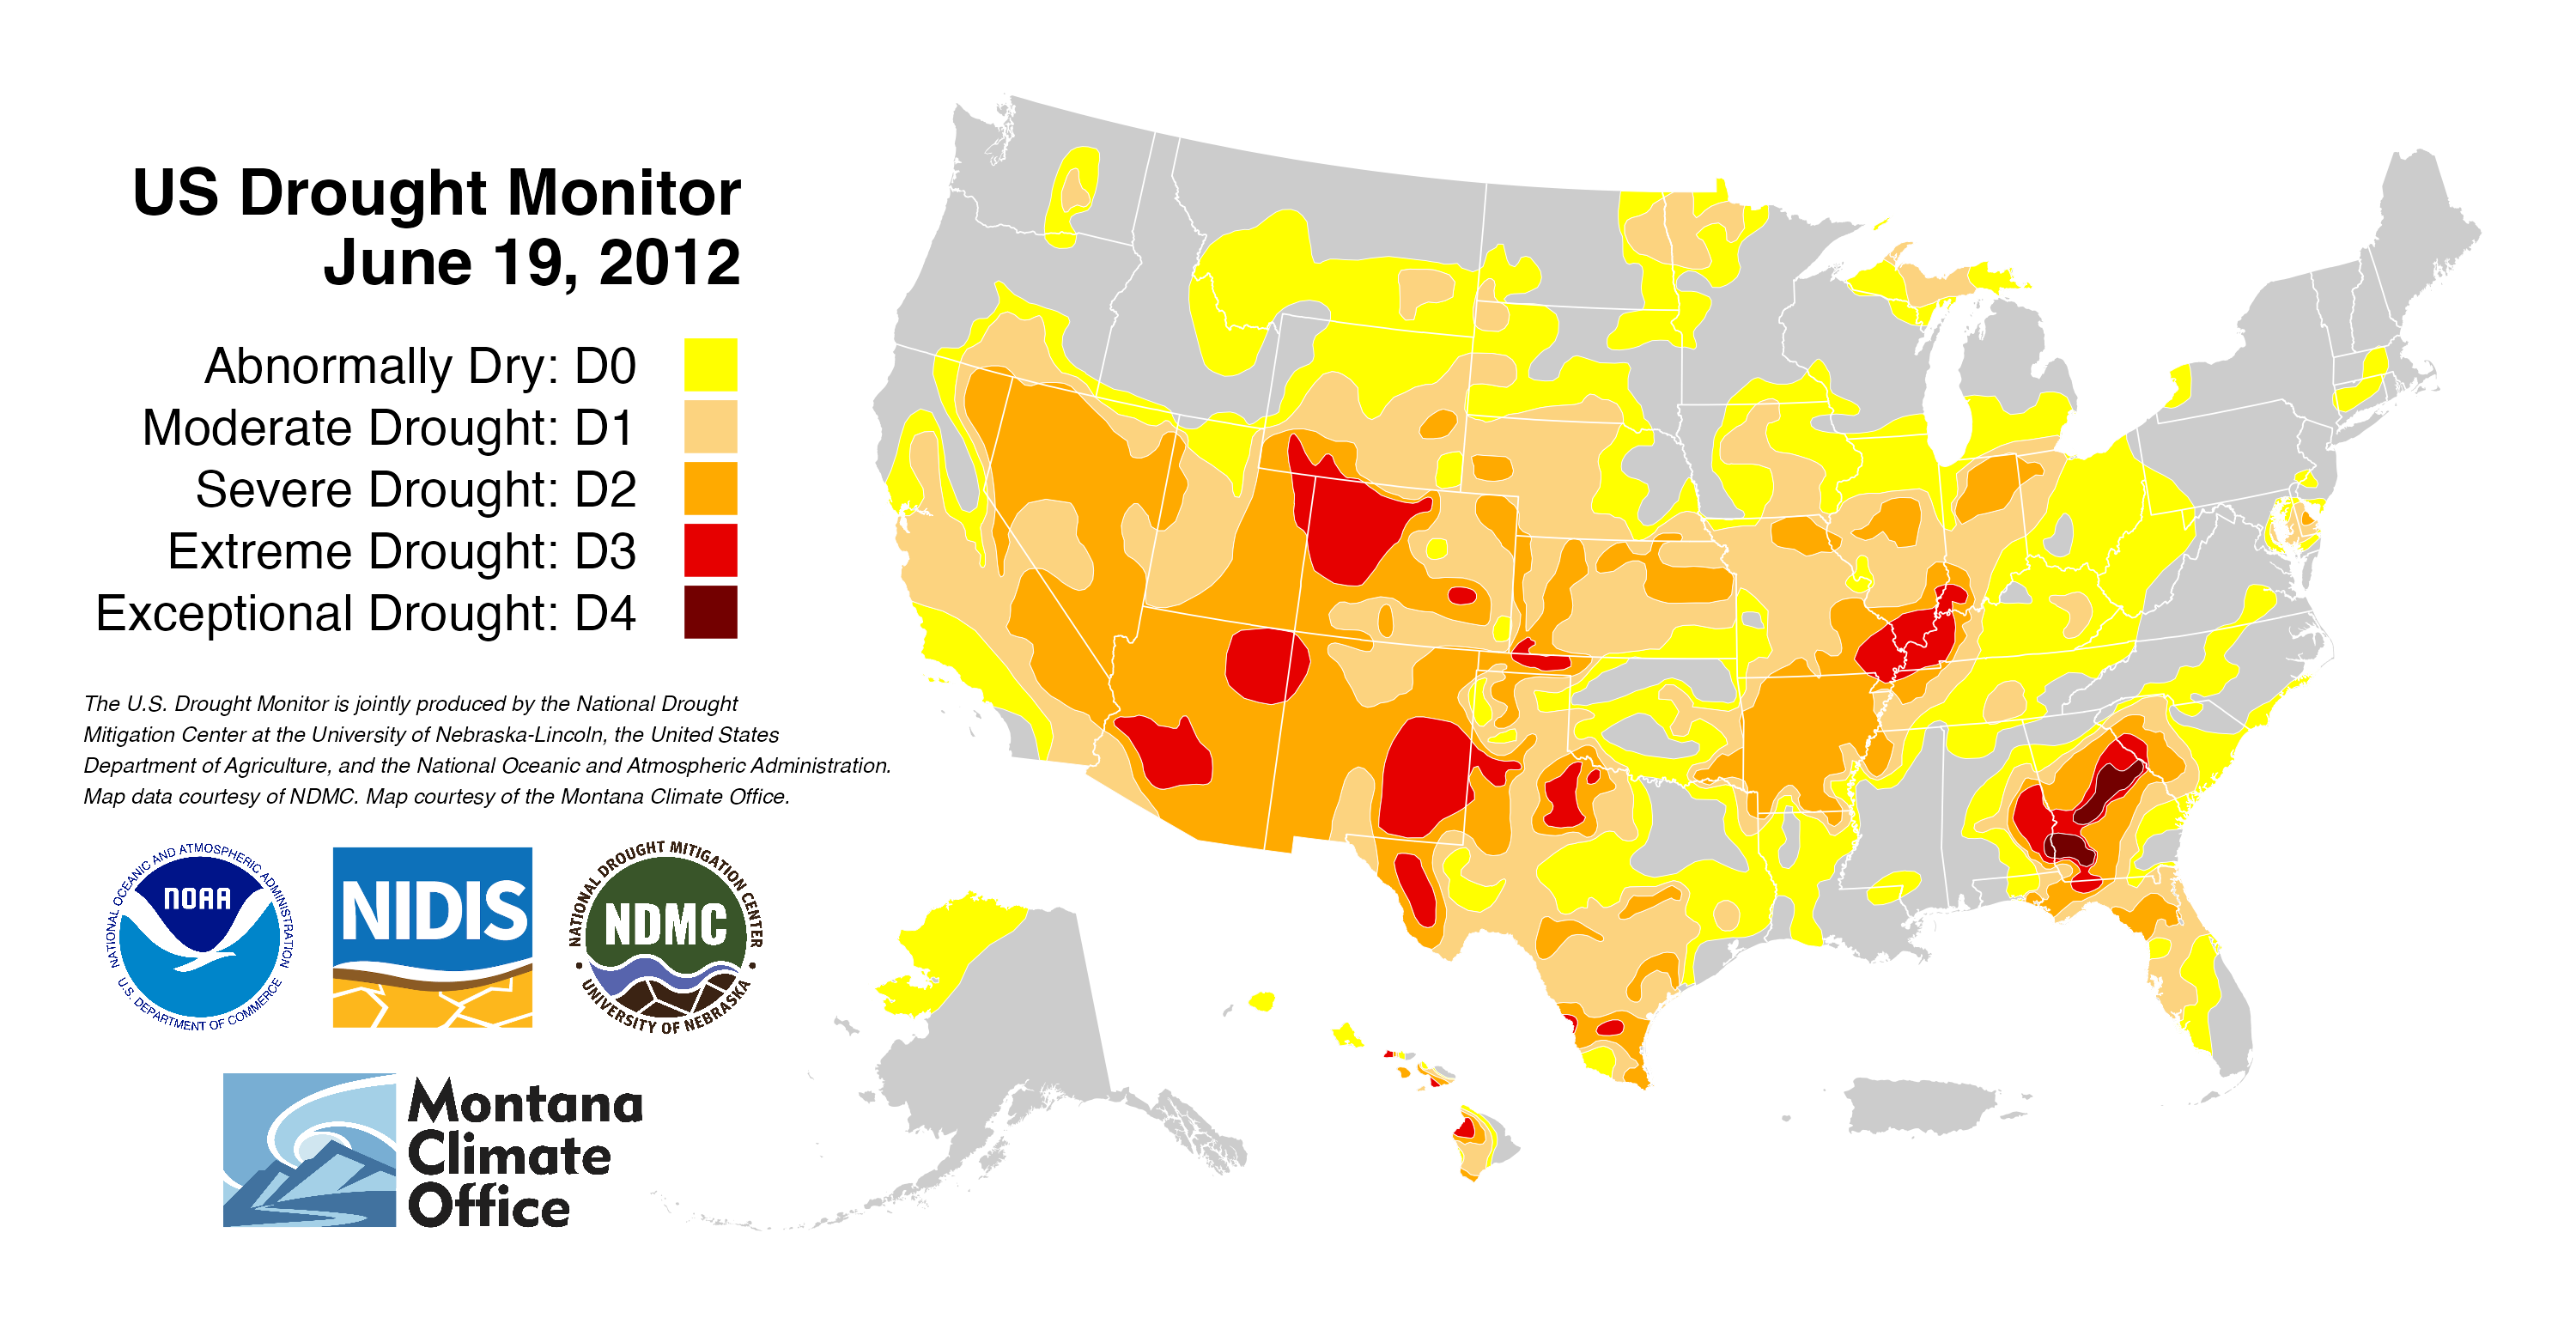 US Drought Monitor
June 19, 2012
Abnormally Dry: D0
Moderate Drought: D1
Severe Drought: D2
Extreme Drought: D3
Exceptional Drought: D4
The U.S. Drought Monitor is jointly produced by the National Drought
Mitigation Center at the University of Nebraska-Lincoln, the United States
Department of Agriculture, and the National Oceanic and Atmospheric Administration.
Map data courtesy of NDMC. Map courtesy of the Montana Climate Office.
NATIONAL OCEANIC AND ATMOSPHERIC ADMINISTRATION
NOAA
U.S. DEPARTMENT OF COMMERCE
NIDIS
NATIONAL DROUGHT MITIGATION CENTER
NDMC
UNIVERSITY OF NEBRASKA
Montana
Climate
Office